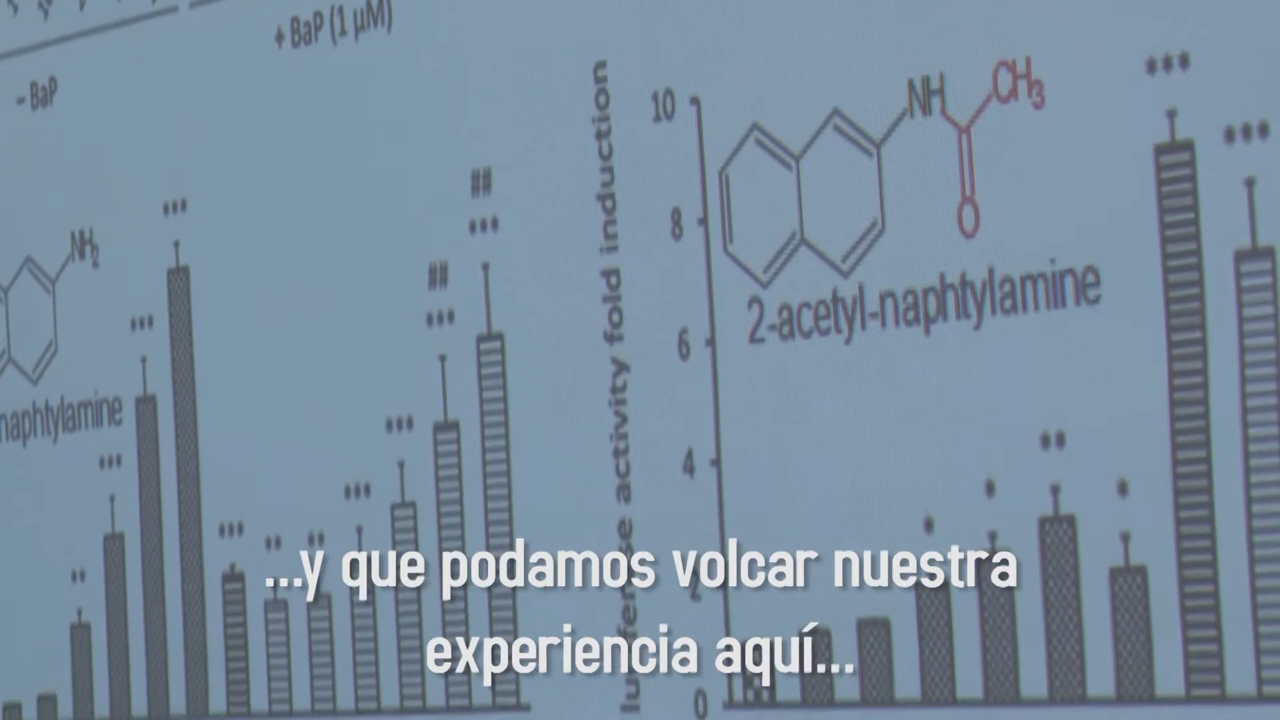 + BaP (1 µM)
- BaP
NH2
naphtylamine
***
***
***
**
***
**
**
***
***
##
***
##
***
luciferase activity fold induction
10
8
6
4
2
0
NH
CH3
O
2-acetyl-naphtylamine
*
*
**
*
***
***
...y que podamos volcar nuestra
experiencia aquí...